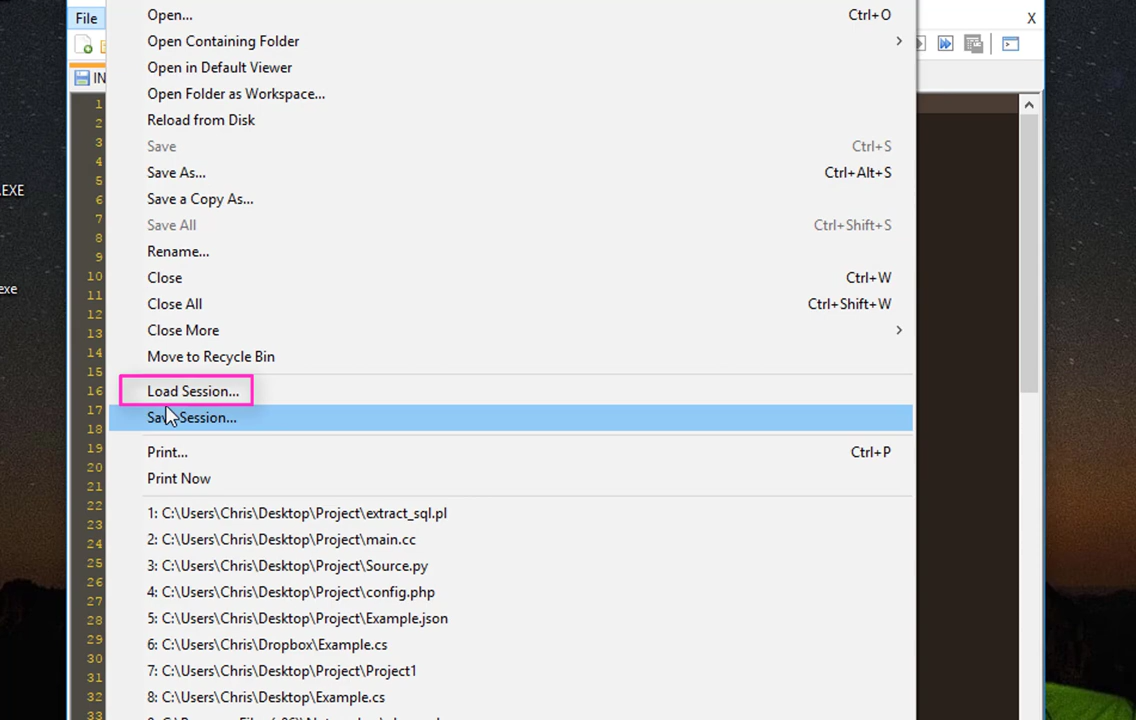 File
Open... Ctrl+O
X
Open Containing Folder
Open in Default Viewer
IN
Open Folder as Workspace...
1
Reload from Disk
2
Save Ctrl+S
3
4
Save As... Ctrl+Alt+S
5
.EXE
Save a Copy As...
6
7
Save All Ctrl+Shift+S
8
Rename...
9
Close Ctrl+W
10
exe
11
Close All Ctrl+Shift+W
12
Close More
13
Move to Recycle Bin
14
15
Load Session...
16
17
Save Session...
18
19
Print... Ctrl+P
20
Print Now
21
22
1: C:\Users\Chris\Desktop\Project\extract_sql.pl
23
2: C:\Users\Chris\Desktop\Project\main.cc
24
3: C:\Users\Chris\Desktop\Project\Source.py
25
26
4: C:\Users\Chris\Desktop\Project\config.php
27
5: C:\Users\Chris\Desktop\Project\Example.json
28
6: C:\Users\Chris\Dropbox\Example.cs
29
30
7: C:\Users\Chris\Desktop\Project\Project1
31
8: C:\Users\Chris\Desktop\Example.cs
32
33